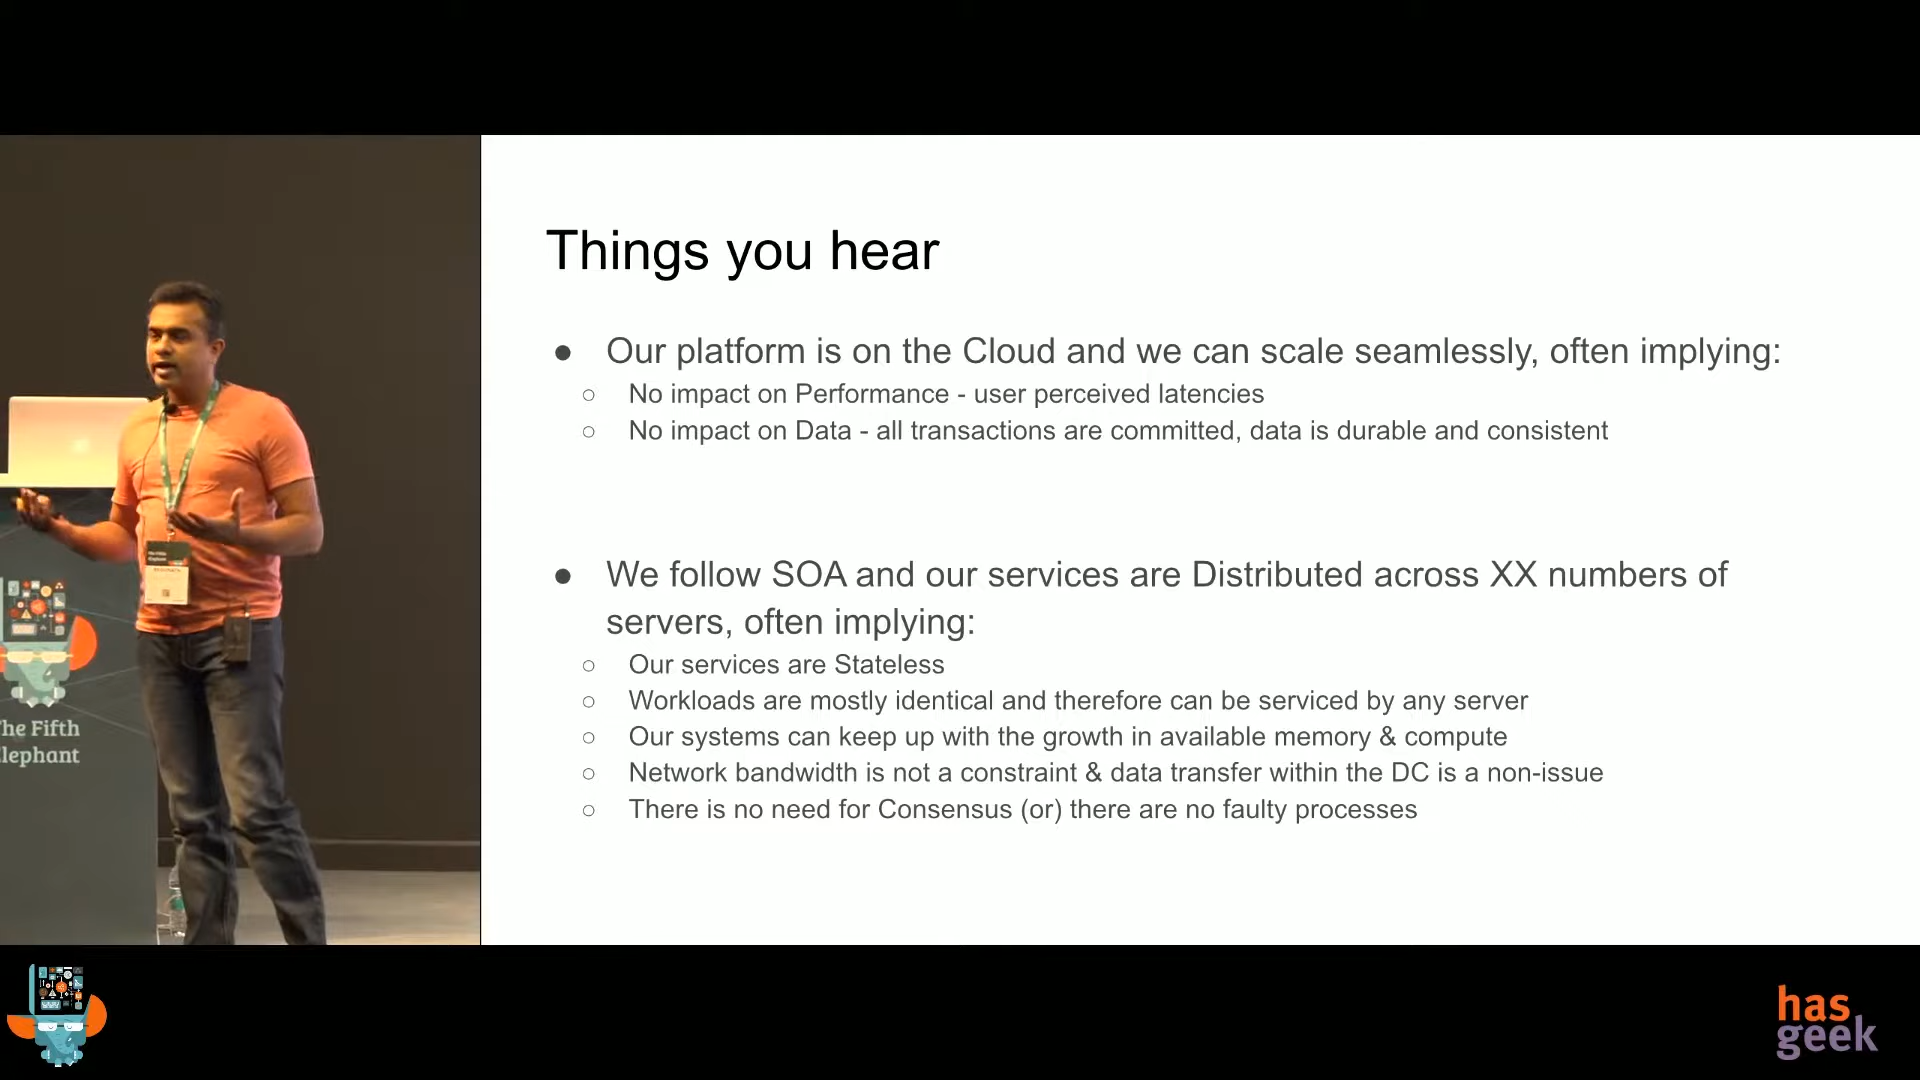 Things you hear
● Our platform is on the Cloud and we can scale seamlessly, often implying:
○ No impact on Performance - user perceived latencies
○ No impact on Data - all transactions are committed, data is durable and consistent
● We follow SOA and our services are Distributed across XX numbers of
servers, often implying:
○ Our services are Stateless
○ Workloads are mostly identical and therefore can be serviced by any server
○ Our systems can keep up with the growth in available memory & compute
○ Network bandwidth is not a constraint & data transfer within the DC is a non-issue
○ There is no need for Consensus (or) there are no faulty processes
he Fifth
lephant
has
geek